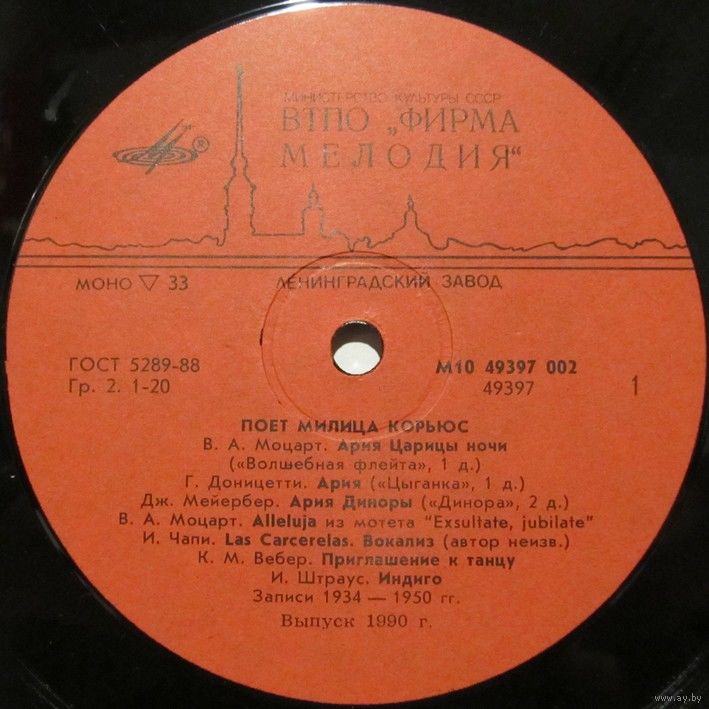 МИНИСТЕРСТВО КУЛЬТУРЫ СССР
ВТПО „ФИРМА
МЕЛОДИЯ“
®
МОНО ▽ 33
ЛЕНИНГРАДСКИЙ ЗАВОД
ГОСТ 5289-88
Гр. 2. 1-20
М10 49397 002
49397
1
ПОЕТ МИЛИЦА КОРЬЮС
В. А. Моцарт. Ария Царицы ночи
(«Волшебная флейта», 1 д.)
Г. Доницетти. Ария («Цыганка», 1 д.)
Дж. Мейербер. Ария Диноры («Динора», 2 д.)
В. А. Моцарт. Alleluja из мотета "Exsultate, jubilate"
И. Чапи. Las Carcerelas. Вокализ (автор неизв.)
К. М. Вебер. Приглашение к танцу
И. Штраус. Индиго
Записи 1934 — 1950 гг.
Выпуск 1990 г.
www.ay.by